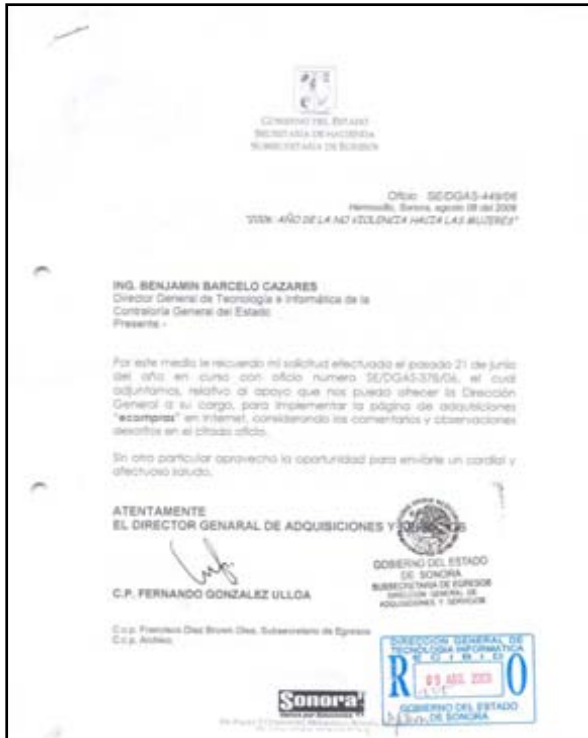 GOBIERNO DEL ESTADO
SECRETARIA DE HACIENDA
SUBSECRETARIA DE EGRESOS
Oficio: SE/DGAS-449/06
Hermosillo, Sonora, agosto 08 del 2006
"2006: AÑO DE LA NO VIOLENCIA HACIA LAS MUJERES"
ING. BENJAMIN BARCELO CAZARES
Director General de Tecnología e Informática de la
Contraloría General del Estado
Presente.-
Por este medio le recuerdo mi solicitud efectuada el pasado 21 de junio
del año en curso con oficio numero SE/DGAS-378/06, el cual
adjuntamos, relativo al apoyo que nos pueda ofrecer la Dirección
General a su cargo, para implementar la página de adquisiciones
"ecompras" en Internet, considerando los comentarios y observaciones
descritos en el citado oficio.
Sin otro particular aprovecho la oportunidad para enviarle un cordial y
afectuoso saludo.
ATENTAMENTE
EL DIRECTOR GENARAL DE ADQUISICIONES Y
GOBIERNO DEL ESTADO
DE SONORA
SUBSECRETARIA DE EGRESOS
DIRECCION GENERAL DE
ADQUISICIONES Y SERVICIOS
C.P. FERNANDO GONZALEZ ULLOA
C.c.p. Francisco Díaz Brown Olea, Subsecretario de Egresos
C.c.p. Archivo.
DIRECCION GENERAL DE
TECNOLOGIA INFORMATICA
RECIBIDO
09 AGO.
GOBIERNO DEL ESTADO
DE SONORA
Sonora